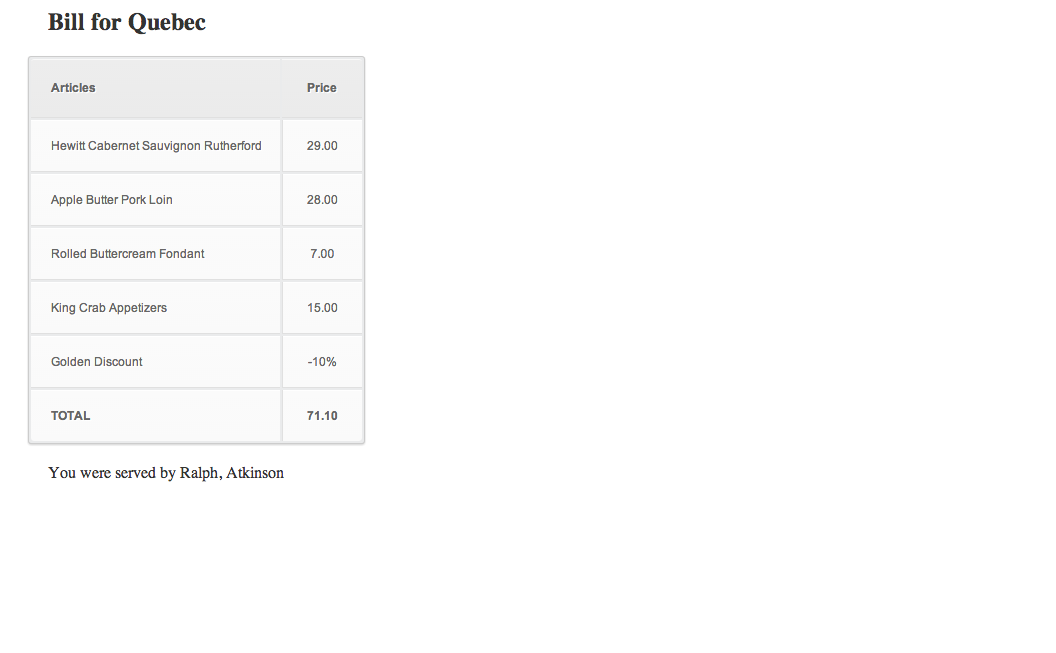 Bill for Quebec
Articles Price
Hewitt Cabernet Sauvignon Rutherford 29.00
Apple Butter Pork Loin 28.00
Rolled Buttercream Fondant 7.00
King Crab Appetizers 15.00
Golden Discount -10%
TOTAL 71.10
You were served by Ralph, Atkinson